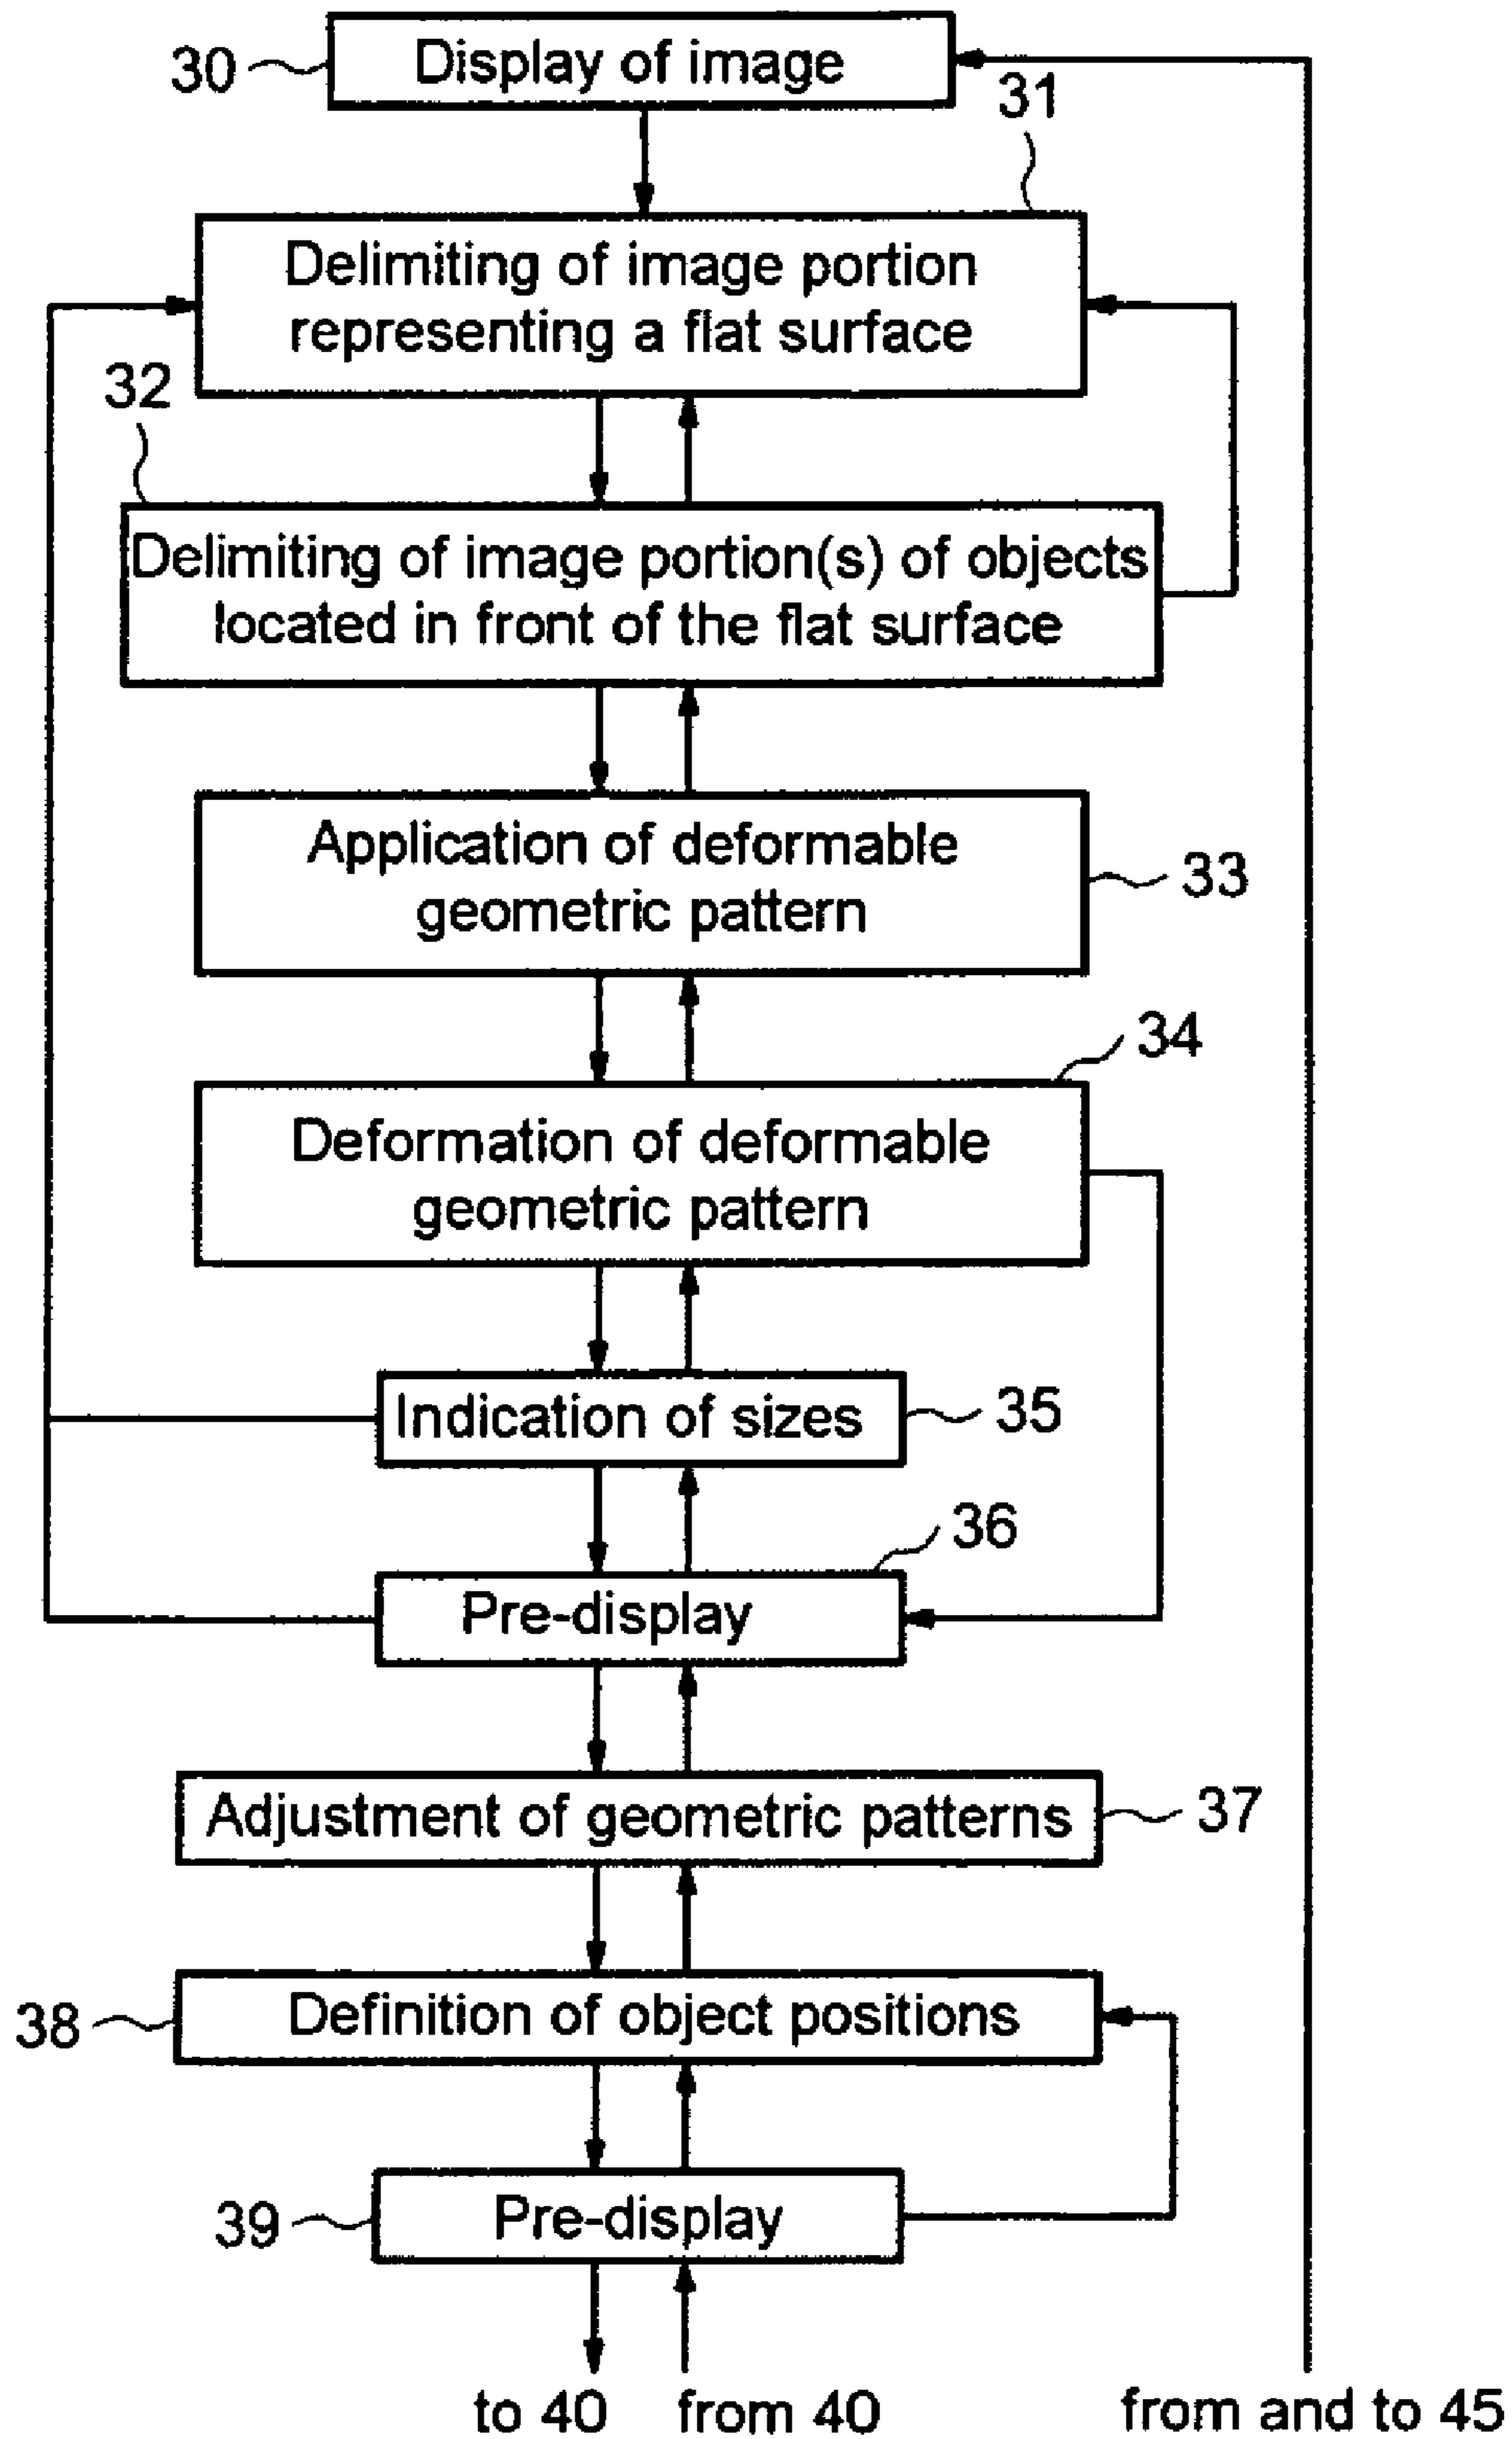 30
Display of image
31
Delimiting of image portion
representing a flat surface
32
Delimiting of image portion(s) of objects
located in front of the flat surface
Application of deformable
geometric pattern
33
34
Deformation of deformable
geometric pattern
Indication of sizes
35
36
Pre-display
Adjustment of geometric patterns
37
38
Definition of object positions
39
Pre-display
to 40
from 40
from and to 45